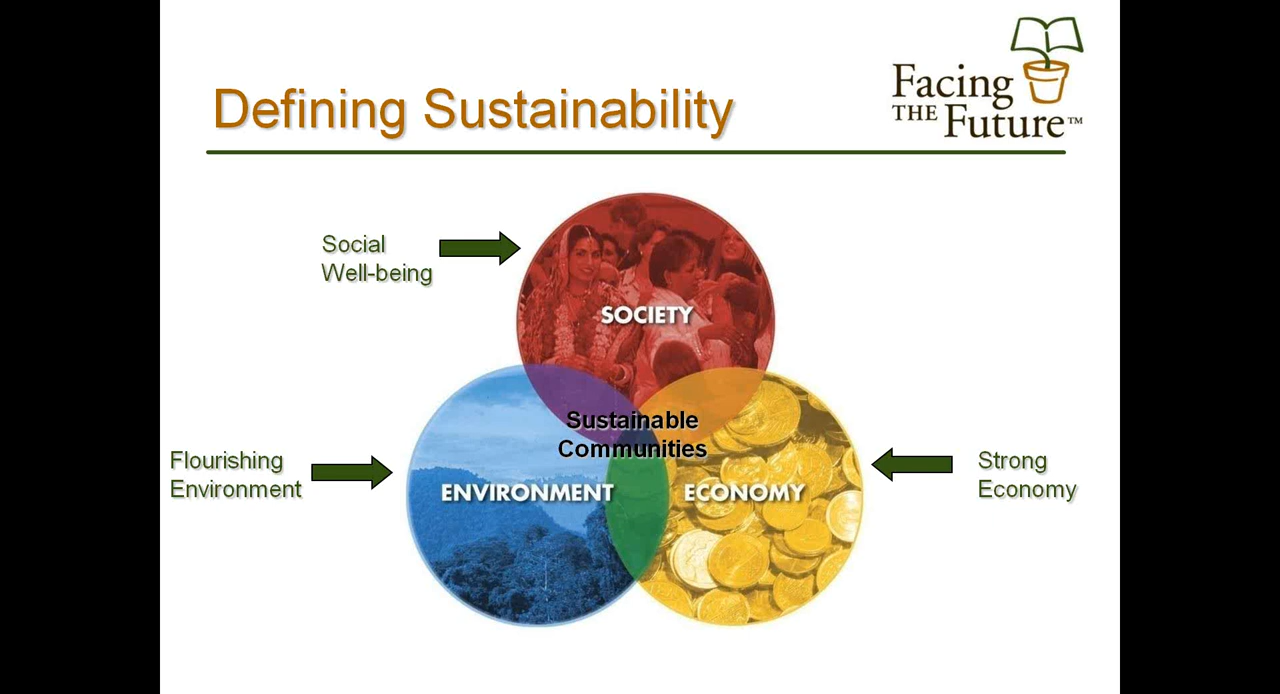 Facing
THE Future™
Defining Sustainability
Social
Well-being
SOCIETY
Sustainable
Communities
Flourishing
Environment
ENVIRONMENT
ECONOMY
Strong
Economy